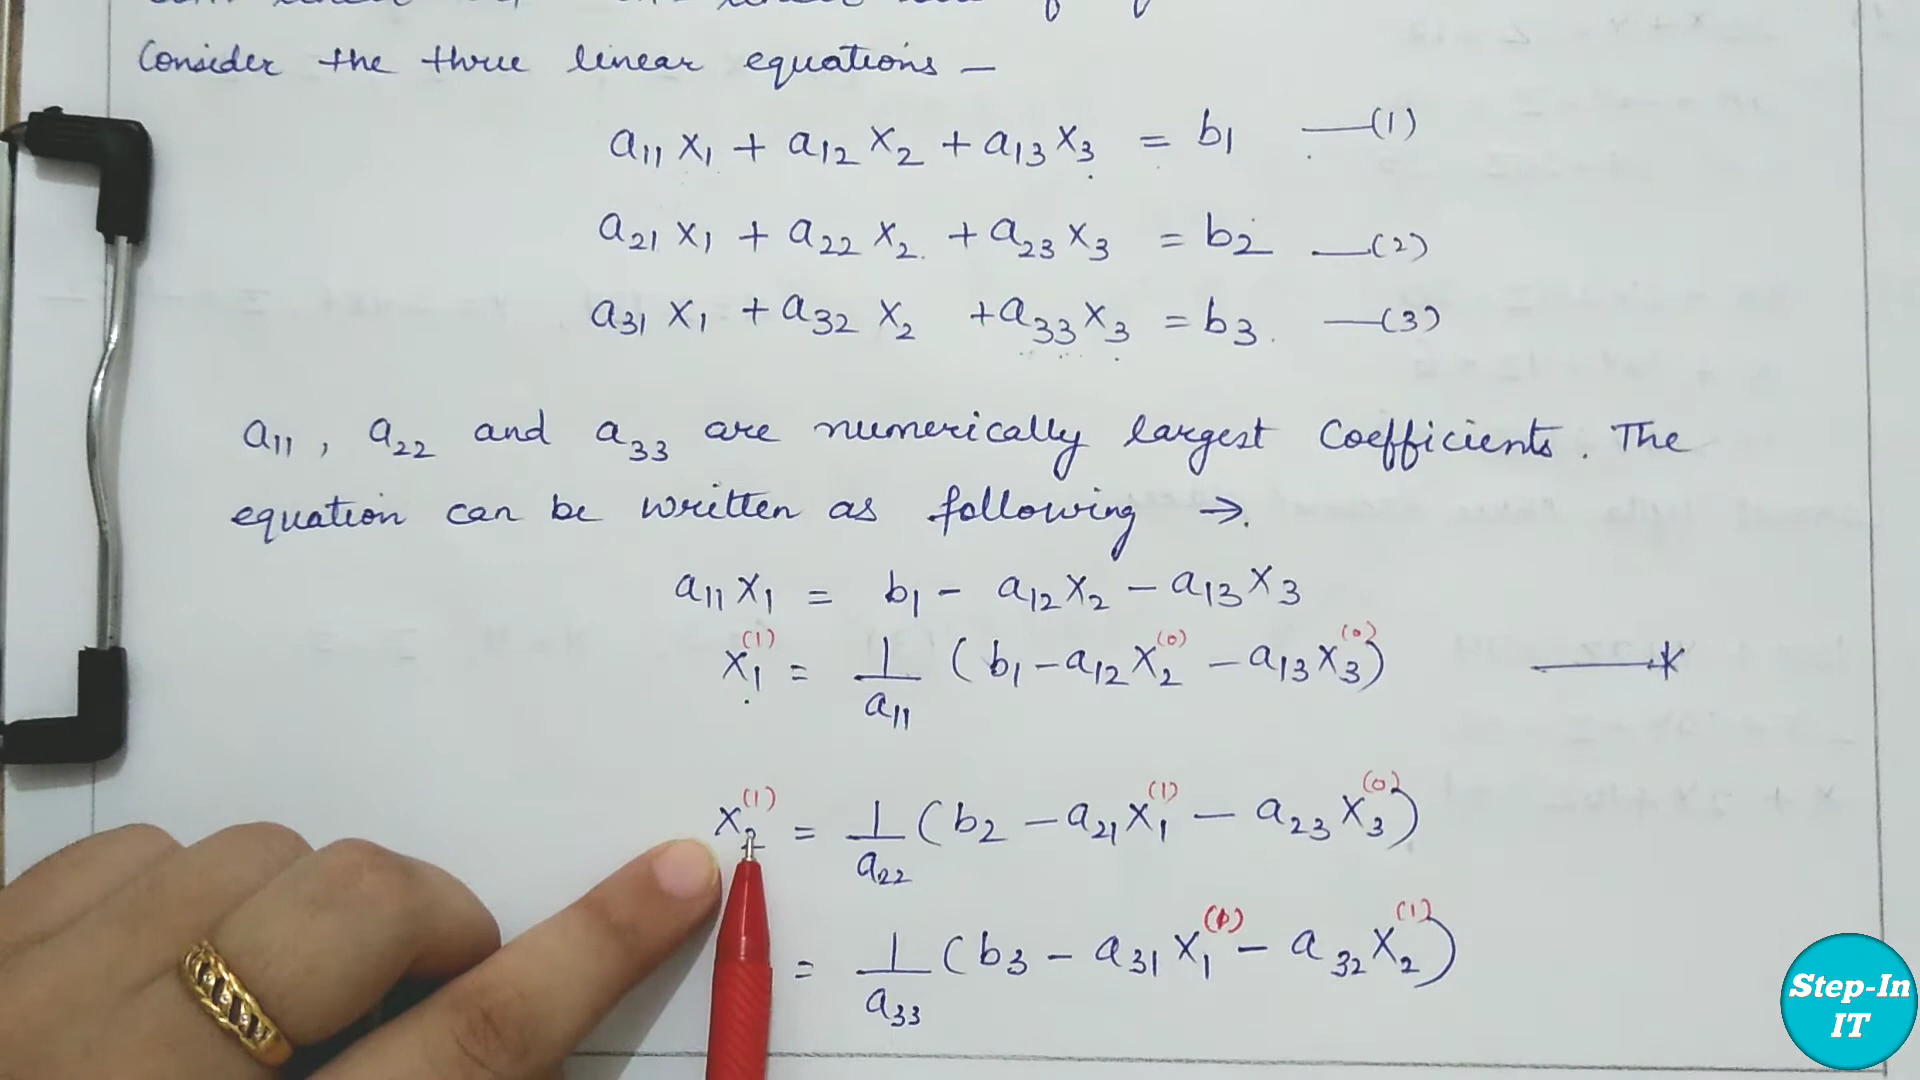 Consider the three linear equations –
a₁₁ x₁ + a₁₂ x₂ + a₁₃ x₃ = b₁ —(1)
a₂₁ x₁ + a₂₂ x₂ + a₂₃ x₃ = b₂ —(2)
a₃₁ x₁ + a₃₂ x₂ + a₃₃ x₃ = b₃ —(3)
a₁₁, a₂₂ and a₃₃ are numerically largest Coefficients. The
equation can be written as following →.
a₁₁ x₁ = b₁ – a₁₂ x₂ – a₁₃ x₃
x₁⁽¹⁾ = 1/a₁₁ (b₁ – a₁₂ x₂⁽⁰⁾ – a₁₃ x₃⁽⁰⁾) —*
x₂⁽¹⁾ = 1/a₂₂ (b₂ – a₂₁ x₁⁽¹⁾ – a₂₃ x₃⁽⁰⁾)
= 1/a₃₃ (b₃ – a₃₁ x₁⁽¹⁾ – a₃₂ x₂⁽¹⁾)
Step-In
IT